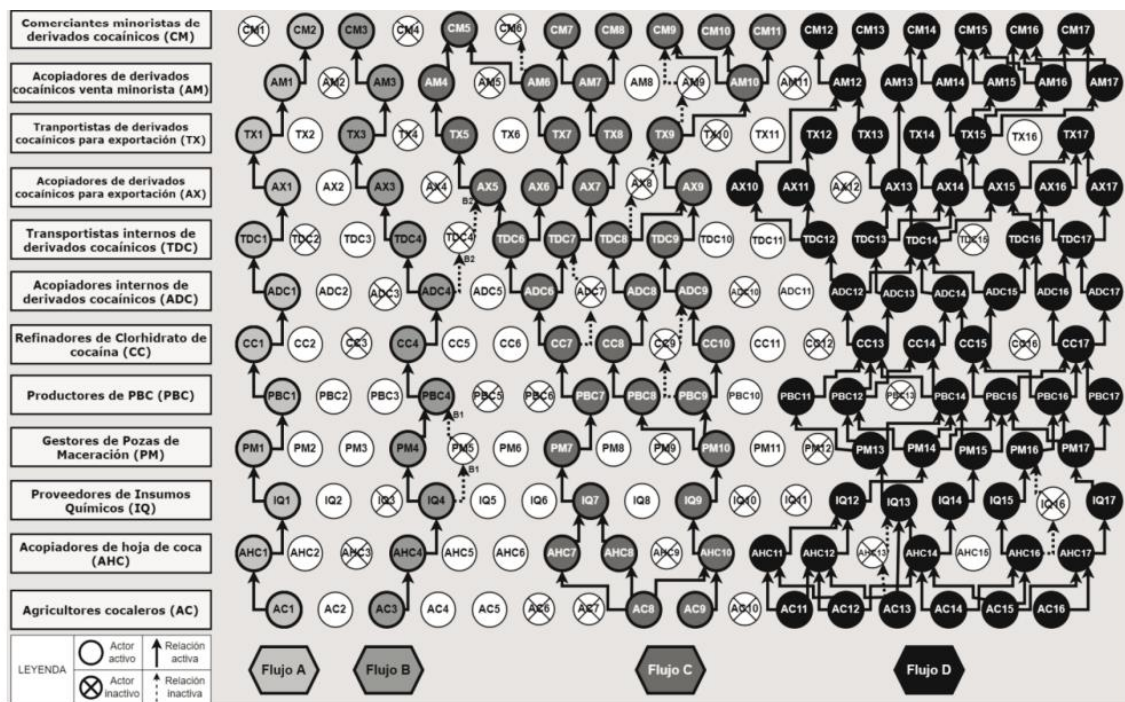 Comerciantes minoristas de
derivados cocaínicos (CM)
CM1 CM2 CM3 CM4 CM5 CM6 CM7 CM8 CM9 CM10 CM11 CM12 CM13 CM14 CM15 CM16 CM17
Acopiadores de derivados
cocaínicos venta minorista (AM)
AM1 AM2 AM3 AM4 AM5 AM6 AM7 AM8 AM9 AM10 AM11 AM12 AM13 AM14 AM15 AM16 AM17
Tranportistas de derivados
cocaínicos para exportación (TX)
TX1 TX2 TX3 TX4 TX5 TX6 TX7 TX8 TX9 TX10 TX11 TX12 TX13 TX14 TX15 TX16 TX17
Acopiadores de derivados
cocaínicos para exportación (AX)
AX1 AX2 AX3 AX4 AX5 AX6 AX7 AX8 AX9 AX10 AX11 AX12 AX13 AX14 AX15 AX16 AX17
B2
Transportistas internos de
derivados cocaínicos (TDC)
TDC1 TDC2 TDC3 TDC4 TDC4 TDC6 TDC7 TDC8 TDC9 TDC10 TDC11 TDC12 TDC13 TDC14 TDC15 TDC16 TDC17
B2
Acopiadores internos de
derivados cocaínicos (ADC)
ADC1 ADC2 ADC3 ADC4 ADC5 ADC6 ADC7 ADC8 ADC9 ADC10 ADC11 ADC12 ADC13 ADC14 ADC15 ADC16 ADC17
Refinadores de Clorhidrato de
cocaína (CC)
CC1 CC2 CC3 CC4 CC5 CC6 CC7 CC8 CC9 CC10 CC11 CC12 CC13 CC14 CC15 CC16 CC17
Productores de PBC (PBC)
PBC1 PBC2 PBC3 PBC4 PBC5 PBC6 PBC7 PBC8 PBC9 PBC10 PBC11 PBC12 PBC13 PBC14 PBC15 PBC16 PBC17
B1
Gestores de Pozas de
Maceración (PM)
PM1 PM2 PM3 PM4 PM5 PM6 PM7 PM8 PM9 PM10 PM11 PM12 PM13 PM14 PM15 PM16 PM17
B1
Proveedores de Insumos
Químicos (IQ)
IQ1 IQ2 IQ3 IQ4 IQ5 IQ6 IQ7 IQ8 IQ9 IQ10 IQ11 IQ12 IQ13 IQ14 IQ15 IQ16 IQ17
Acopiadores de hoja de coca
(AHC)
AHC1 AHC2 AHC3 AHC4 AHC5 AHC6 AHC7 AHC8 AHC9 AHC10 AHC11 AHC12 AHC13 AHC14 AHC15 AHC16 AHC17
Agricultores cocaleros (AC)
AC1 AC2 AC3 AC4 AC5 AC6 AC7 AC8 AC9 AC10 AC11 AC12 AC13 AC14 AC15 AC16
LEYENDA
Actor
activo
Relación
activa
Actor
inactivo
Relación
inactiva
Flujo A Flujo B Flujo C Flujo D